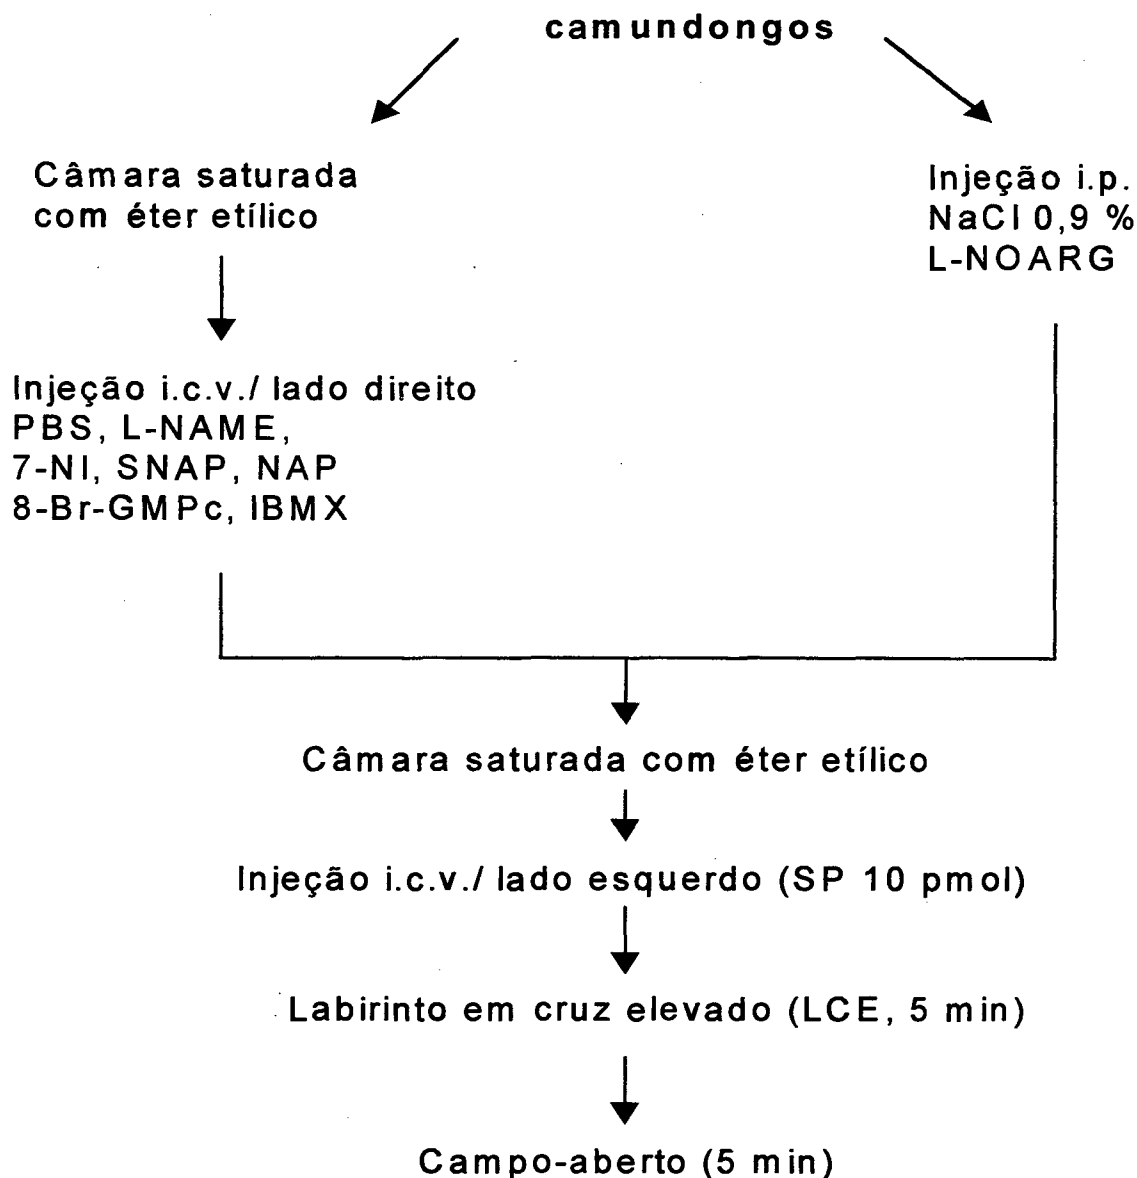 camundongos
Câmara saturada
com éter etílico
Injeção i.p.
NaCl 0,9 %
L-NOARG
Injeção i.c.v./ lado direito
PBS, L-NAME,
7-NI, SNAP, NAP
8-Br-GMPc, IBMX
Câmara saturada com éter etílico
Injeção i.c.v./ lado esquerdo (SP 10 pmol)
Labirinto em cruz elevado (LCE, 5 min)
Campo-aberto (5 min)